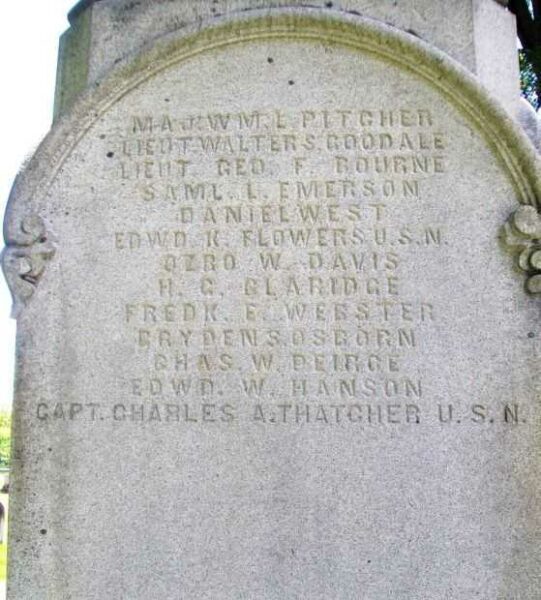 MAJ. WM. L. PITCHER
LIEUT. WALTER S. GOODALE
LIEUT. GEO. F. BOURNE
SAML. L. EMERSON
DANIEL WEST
EDWD. K. FLOWERS U.S.N.
OZRO W. DAVIS
H. C. CLARIDGE
FREDK. E. WEBSTER
BRYDEN S. OSBORN
CHAS. W. PEIRCE
EDWD. W. HANSON
CAPT. CHARLES A. THATCHER U. S. N.